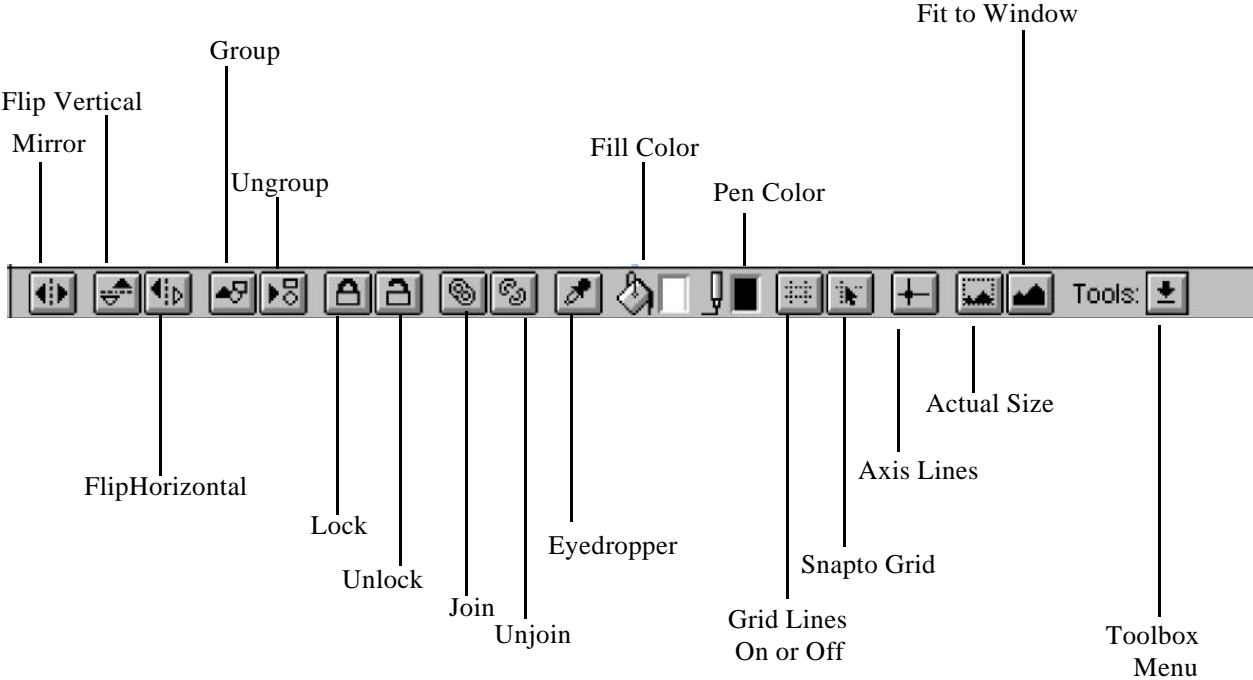 Fit to Window
Group
Flip Vertical
Mirror
Fill Color
Ungroup
Pen Color
Tools:
Actual Size
Axis Lines
FlipHorizontal
Lock
Eyedropper
Snapto Grid
Unlock
Join
Unjoin
Grid Lines
On or Off
Toolbox
Menu